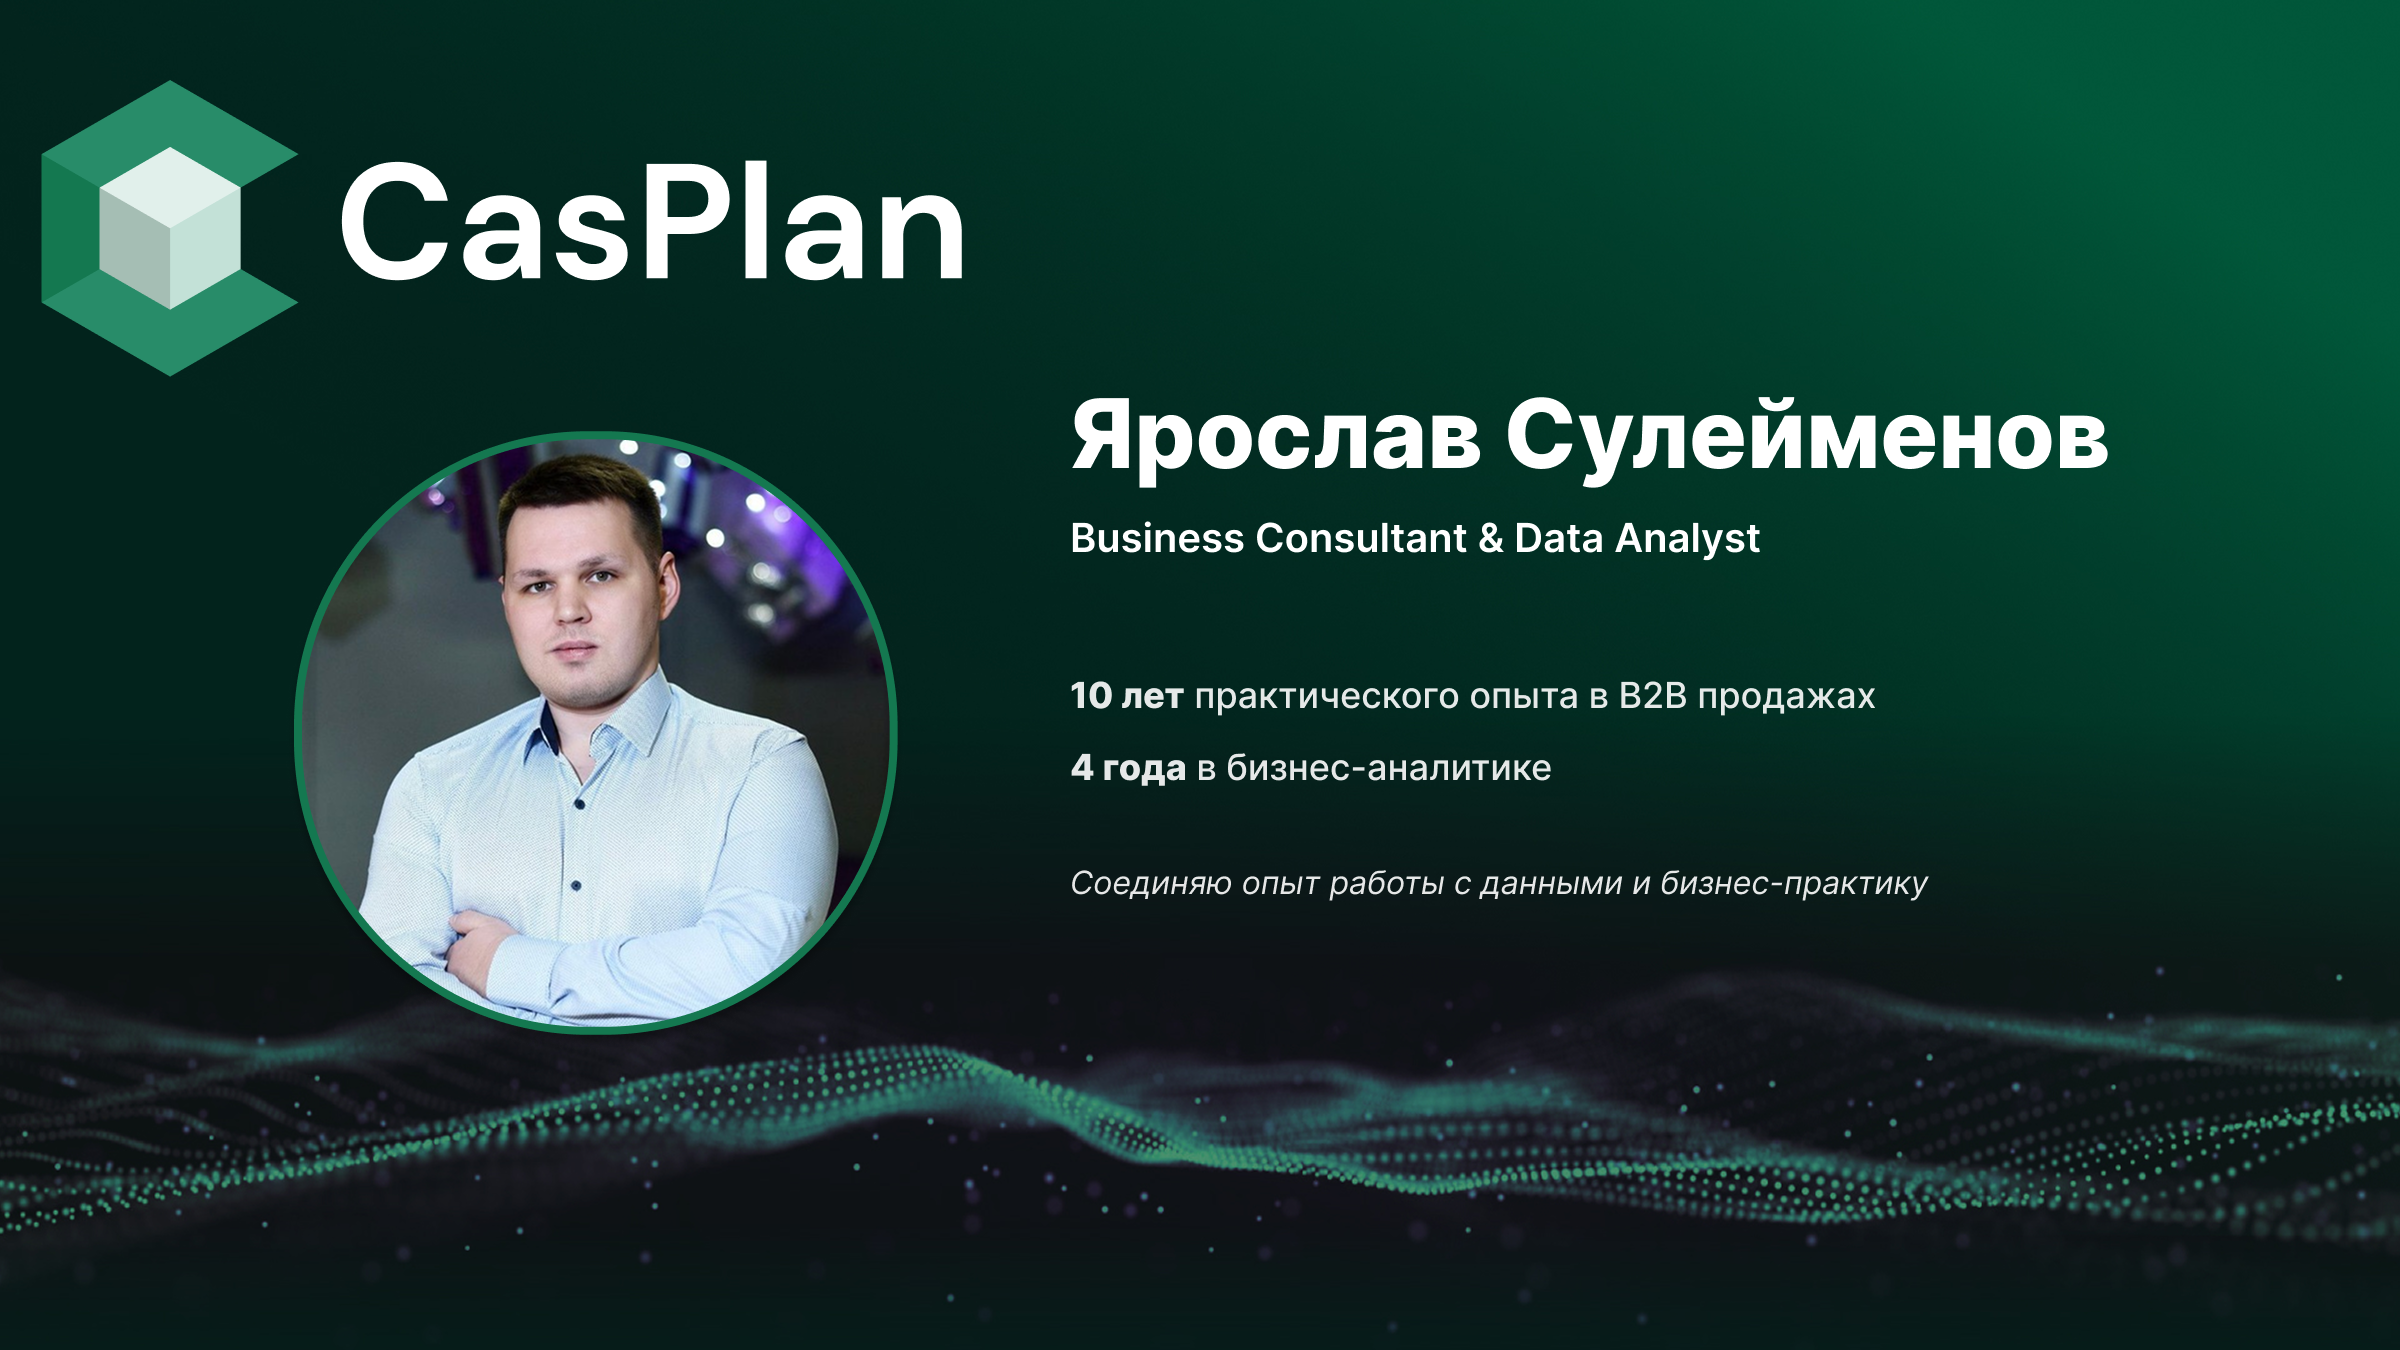 CasPlan
Ярослав Сулейменов
Business Consultant & Data Analyst
10 лет практического опыта в B2B продажах
4 года в бизнес-аналитике
Соединяю опыт работы с данными и бизнес-практику